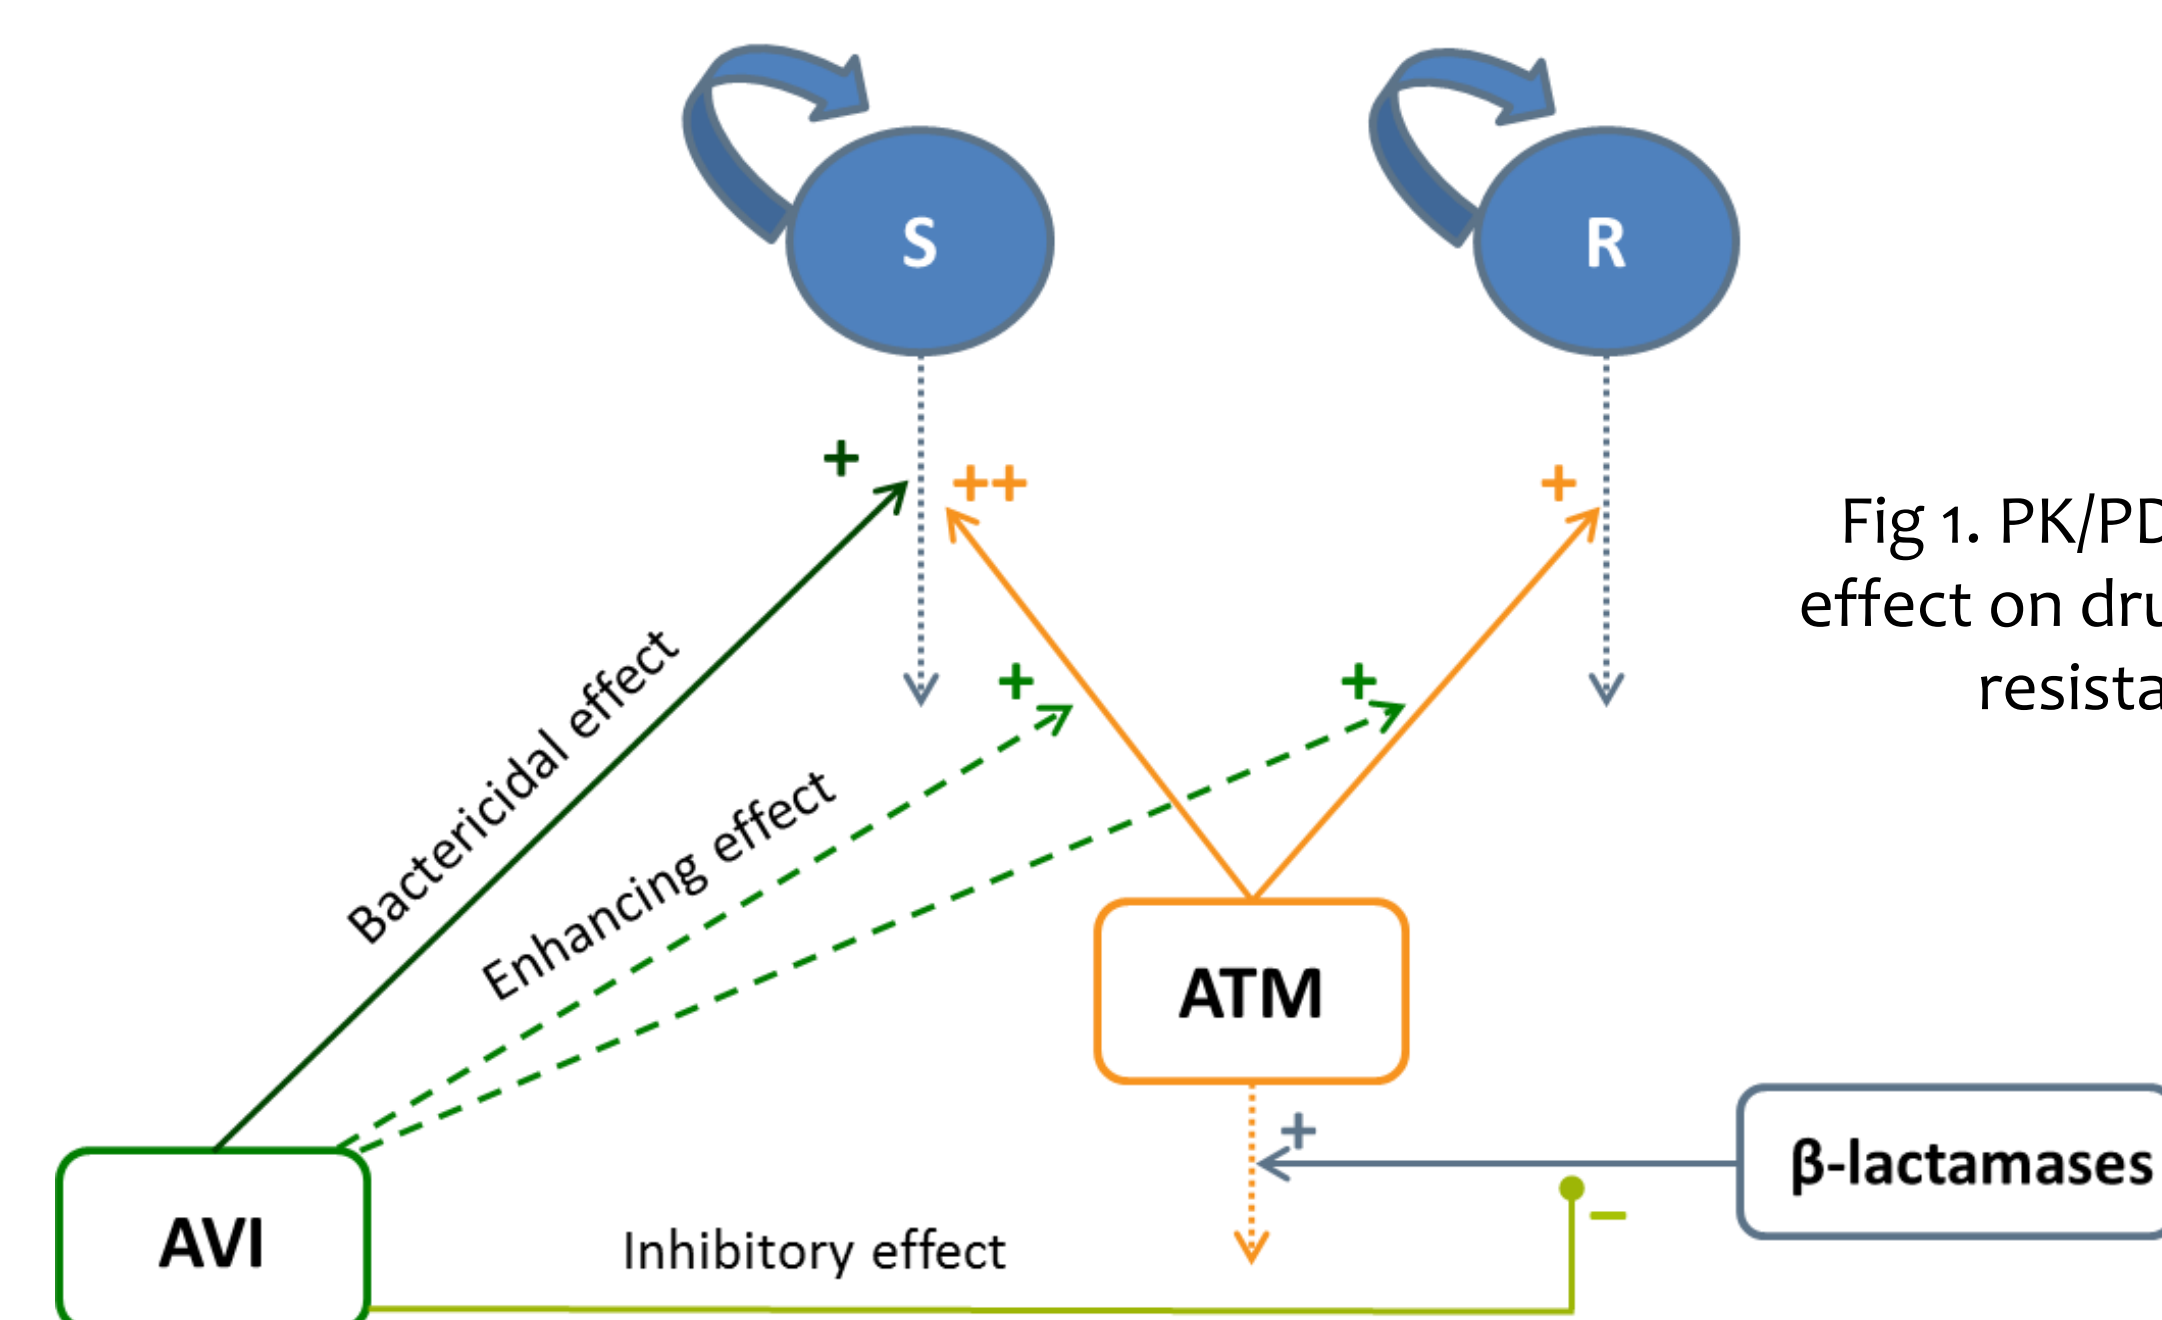 S
R
+
++
+
Fig 1. PK/PD
effect on dru
resista
+
+
Bactericidal effect
Enhancing effect
ATM
+
β-lactamases
AVI
Inhibitory effect
–